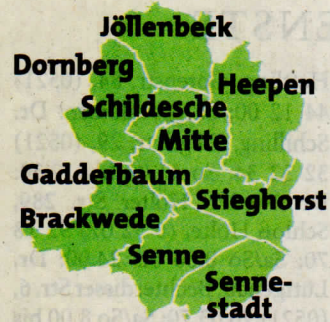 Jöllenbeck
Dornberg
Heepen
Schildesche
Mitte
Gadderbaum
Stieghorst
Brackwede
Senne
Senne-
stadt